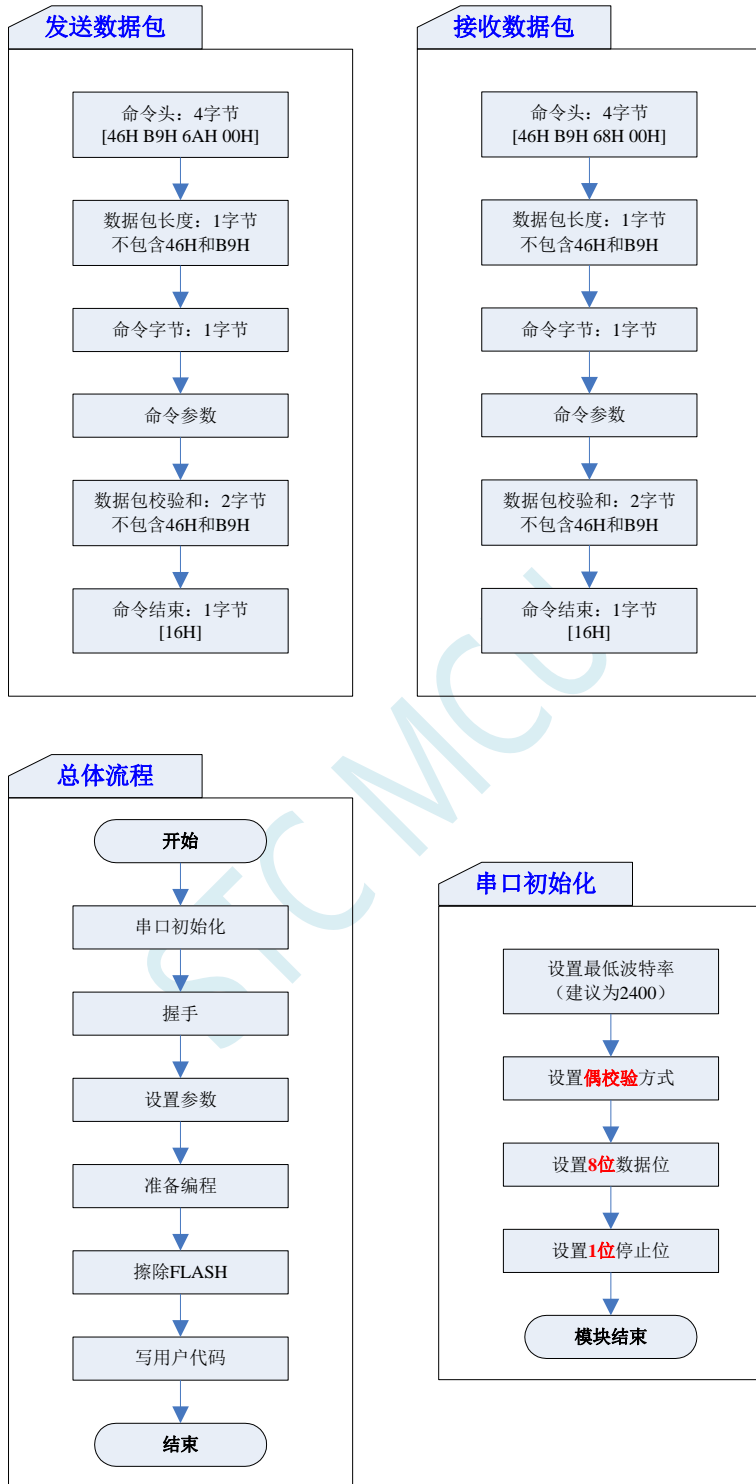 发送数据包
命令头：4字节
[46H B9H 6AH 00H]
数据包长度：1字节
不包含46H和B9H
命令字节：1字节
命令参数
数据包校验和：2字节
不包含46H和B9H
命令结束：1字节
[16H]
接收数据包
命令头：4字节
[46H B9H 68H 00H]
数据包长度：1字节
不包含46H和B9H
命令字节：1字节
命令参数
数据包校验和：2字节
不包含46H和B9H
命令结束：1字节
[16H]
总体流程
开始
串口初始化
握手
设置参数
准备编程
擦除FLASH
写用户代码
结束
串口初始化
设置最低波特率
（建议为2400）
设置偶校验方式
设置8位数据位
设置1位停止位
模块结束
STC MCU